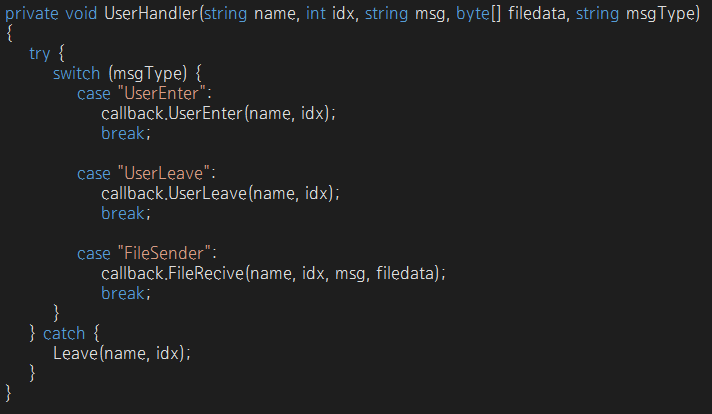 private void UserHandler(string name, int idx, string msg, byte[] filedata, string msgType)
{
    try {
        switch (msgType) {
            case "UserEnter":
                callback.UserEnter(name, idx);
                break;

            case "UserLeave":
                callback.UserLeave(name, idx);
                break;

            case "FileSender":
                callback.FileRecive(name, idx, msg, filedata);
                break;
        }
    } catch {
        Leave(name, idx);
    }
}